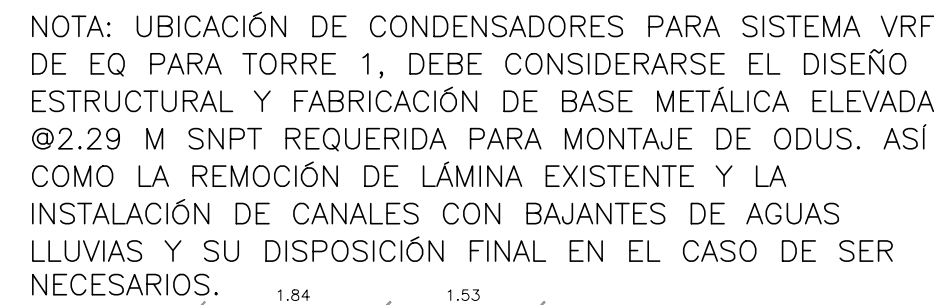 NOTA: UBICACIÓN DE CONDENSADORES PARA SISTEMA VRF
DE EQ PARA TORRE 1, DEBE CONSIDERARSE EL DISEÑO
ESTRUCTURAL Y FABRICACIÓN DE BASE METÁLICA ELEVADA
@2.29 M SNPT REQUERIDA PARA MONTAJE DE ODUS. ASÍ
COMO LA REMOCIÓN DE LÁMINA EXISTENTE Y LA
INSTALACIÓN DE CANALES CON BAJANTES DE AGUAS
LLUVIAS Y SU DISPOSICIÓN FINAL EN EL CASO DE SER
NECESARIOS.
1.84 1.53